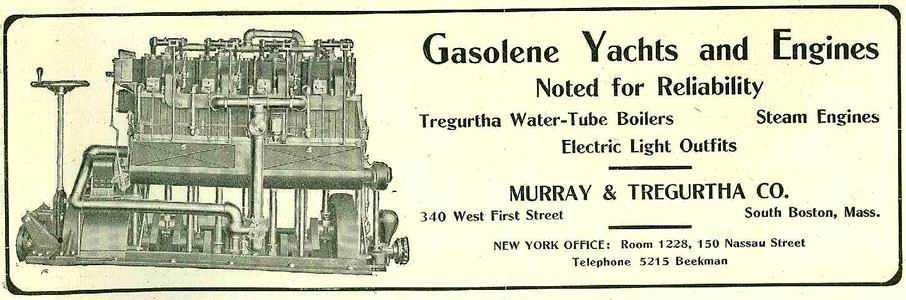 Gasolene Yachts and Engines
Noted for Reliability
Tregurtha Water-Tube Boilers Steam Engines
Electric Light Outfits
MURRAY & TREGURTHA CO.
340 West First Street South Boston, Mass.
NEW YORK OFFICE: Room 1228, 150 Nassau Street
Telephone 5215 Beekman